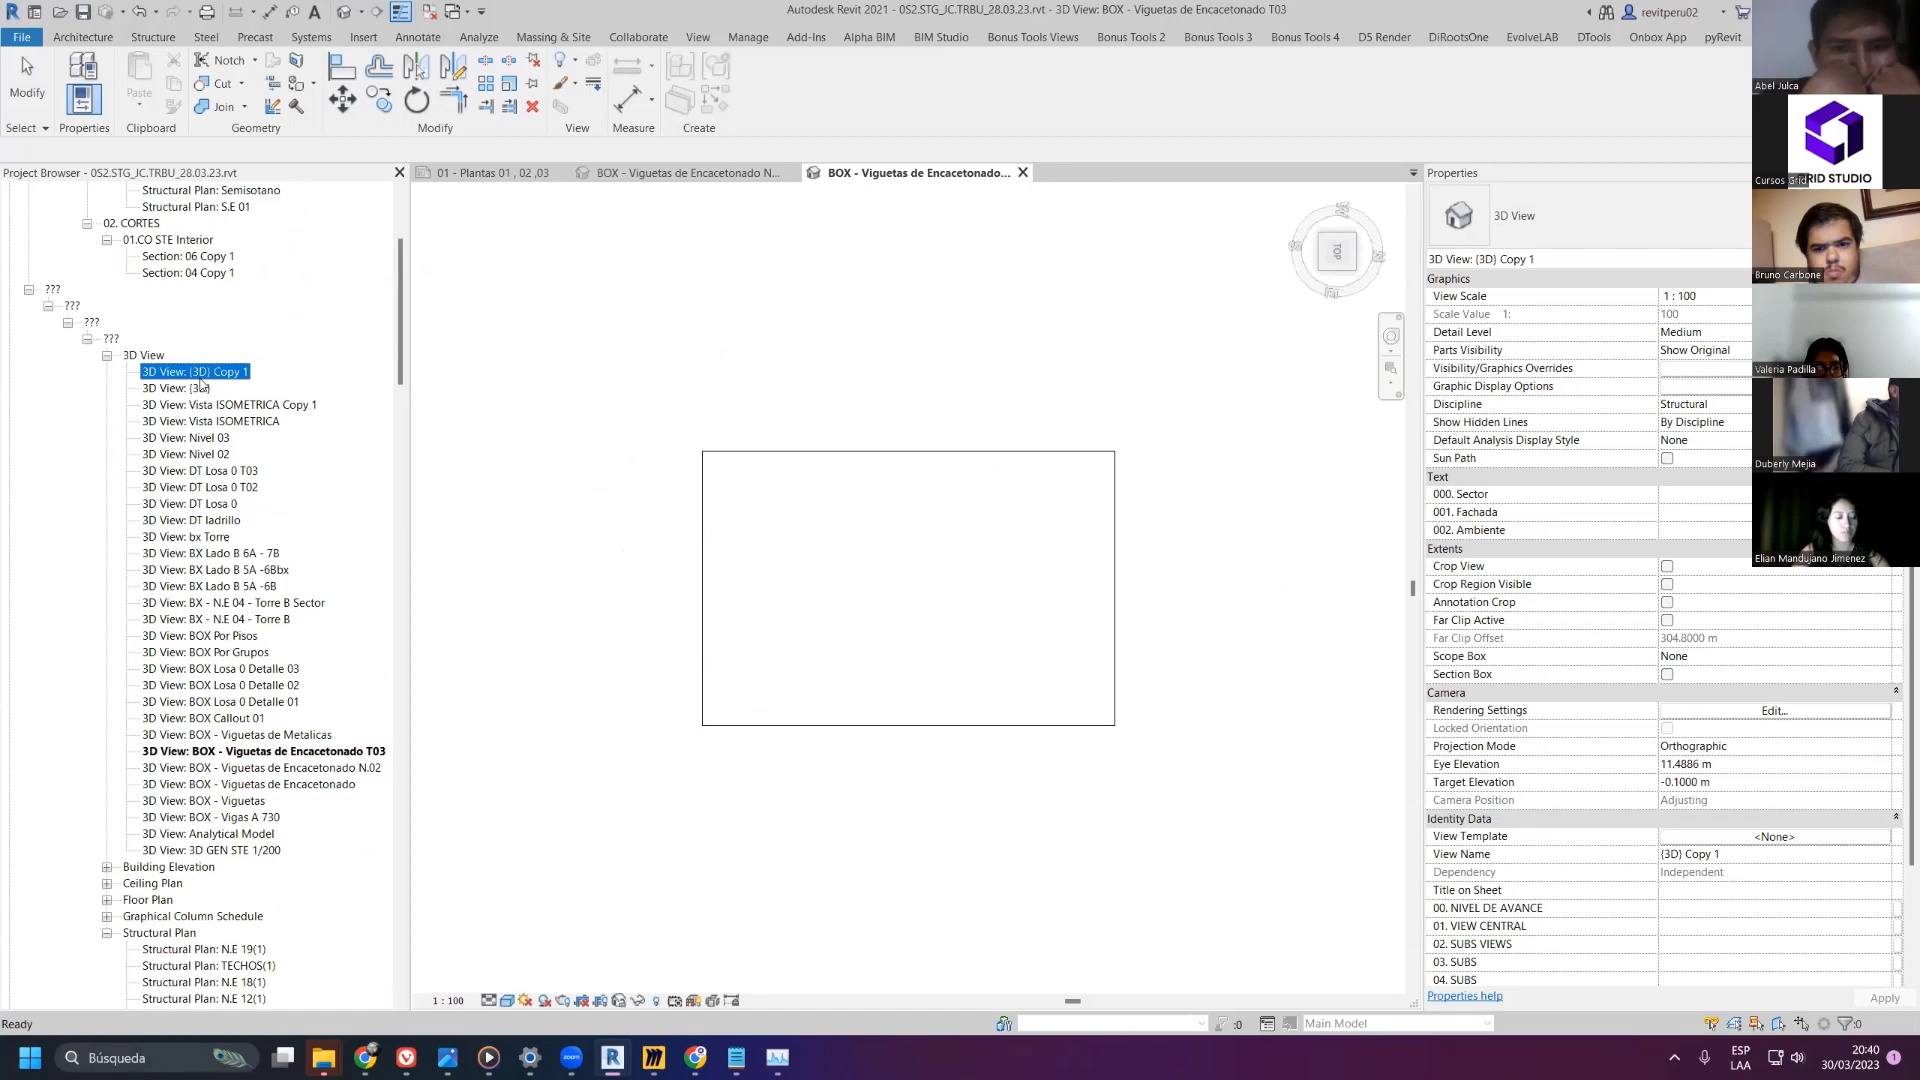 Autodesk Revit 2021 - 0S2.STG_JC.TRBU_28.03.23.rvt - 3D View: BOX - Viguetas de Encacetonado T03
revitperu02
File Architecture Structure Steel Precast Systems Insert Annotate Analyze Massing & Site Collaborate View Manage Add-Ins Alpha BIM BIM Studio Bonus Tools Views Bonus Tools 2 Bonus Tools 3 Bonus Tools 4 D5 Render DiRootsOne EvolveLAB DTools Onbox App pyRevit
Modify
Paste
Notch
Cut
Join
Select Properties Clipboard Geometry Modify View Measure Create
Project Browser - 0S2.STG_JC.TRBU_28.03.23.rvt
01 - Plantas 01 , 02 ,03
BOX - Viguetas de Encacetonado N...
BOX - Viguetas de Encacetonado...
Structural Plan: Semisotano
Structural Plan: S.E 01
02. CORTES
01.CO STE Interior
Section: 06 Copy 1
Section: 04 Copy 1
???
???
???
???
3D View
3D View: {3D} Copy 1
3D View: {3D}
3D View: Vista ISOMETRICA Copy 1
3D View: Vista ISOMETRICA
3D View: Nivel 03
3D View: Nivel 02
3D View: DT Losa 0 T03
3D View: DT Losa 0 T02
3D View: DT Losa 0
3D View: DT ladrillo
3D View: bx Torre
3D View: BX Lado B 6A - 7B
3D View: BX Lado B 5A -6Bbx
3D View: BX Lado B 5A -6B
3D View: BX - N.E 04 - Torre B Sector
3D View: BX - N.E 04 - Torre B
3D View: BOX Por Pisos
3D View: BOX Por Grupos
3D View: BOX Losa 0 Detalle 03
3D View: BOX Losa 0 Detalle 02
3D View: BOX Losa 0 Detalle 01
3D View: BOX Callout 01
3D View: BOX - Viguetas de Metalicas
3D View: BOX - Viguetas de Encacetonado T03
3D View: BOX - Viguetas de Encacetonado N.02
3D View: BOX - Viguetas de Encacetonado
3D View: BOX - Viguetas
3D View: BOX - Vigas A 730
3D View: Analytical Model
3D View: 3D GEN STE 1/200
Building Elevation
Ceiling Plan
Floor Plan
Graphical Column Schedule
Structural Plan
Structural Plan: N.E 19(1)
Structural Plan: TECHOS(1)
Structural Plan: N.E 18(1)
Structural Plan: N.E 12(1)
TOP
1 : 100
Properties
3D View
3D View: {3D} Copy 1
Graphics
View Scale 1 : 100
Scale Value 1: 100
Detail Level Medium
Parts Visibility Show Original
Visibility/Graphics Overrides
Graphic Display Options
Discipline Structural
Show Hidden Lines By Discipline
Default Analysis Display Style None
Sun Path
Text
000. Sector
001. Fachada
002. Ambiente
Extents
Crop View
Crop Region Visible
Annotation Crop
Far Clip Active
Far Clip Offset 304.8000 m
Scope Box None
Section Box
Camera
Rendering Settings Edit...
Locked Orientation
Projection Mode Orthographic
Eye Elevation 11.4886 m
Target Elevation -0.1000 m
Camera Position Adjusting
Identity Data
View Template <None>
View Name {3D} Copy 1
Dependency Independent
Title on Sheet
00. NIVEL DE AVANCE
01. VIEW CENTRAL
02. SUBS VIEWS
03. SUBS
04. SUBS
Properties help
Apply
Abel Julca
GRID STUDIO
Cursos Grid
Bruno Carbone
Valeria Padilla
Duberly Mejia
Elian Mandujano Jimenez
Ready
:0
Main Model
:0
Búsqueda
ESP
LAA
20:40
30/03/2023
1